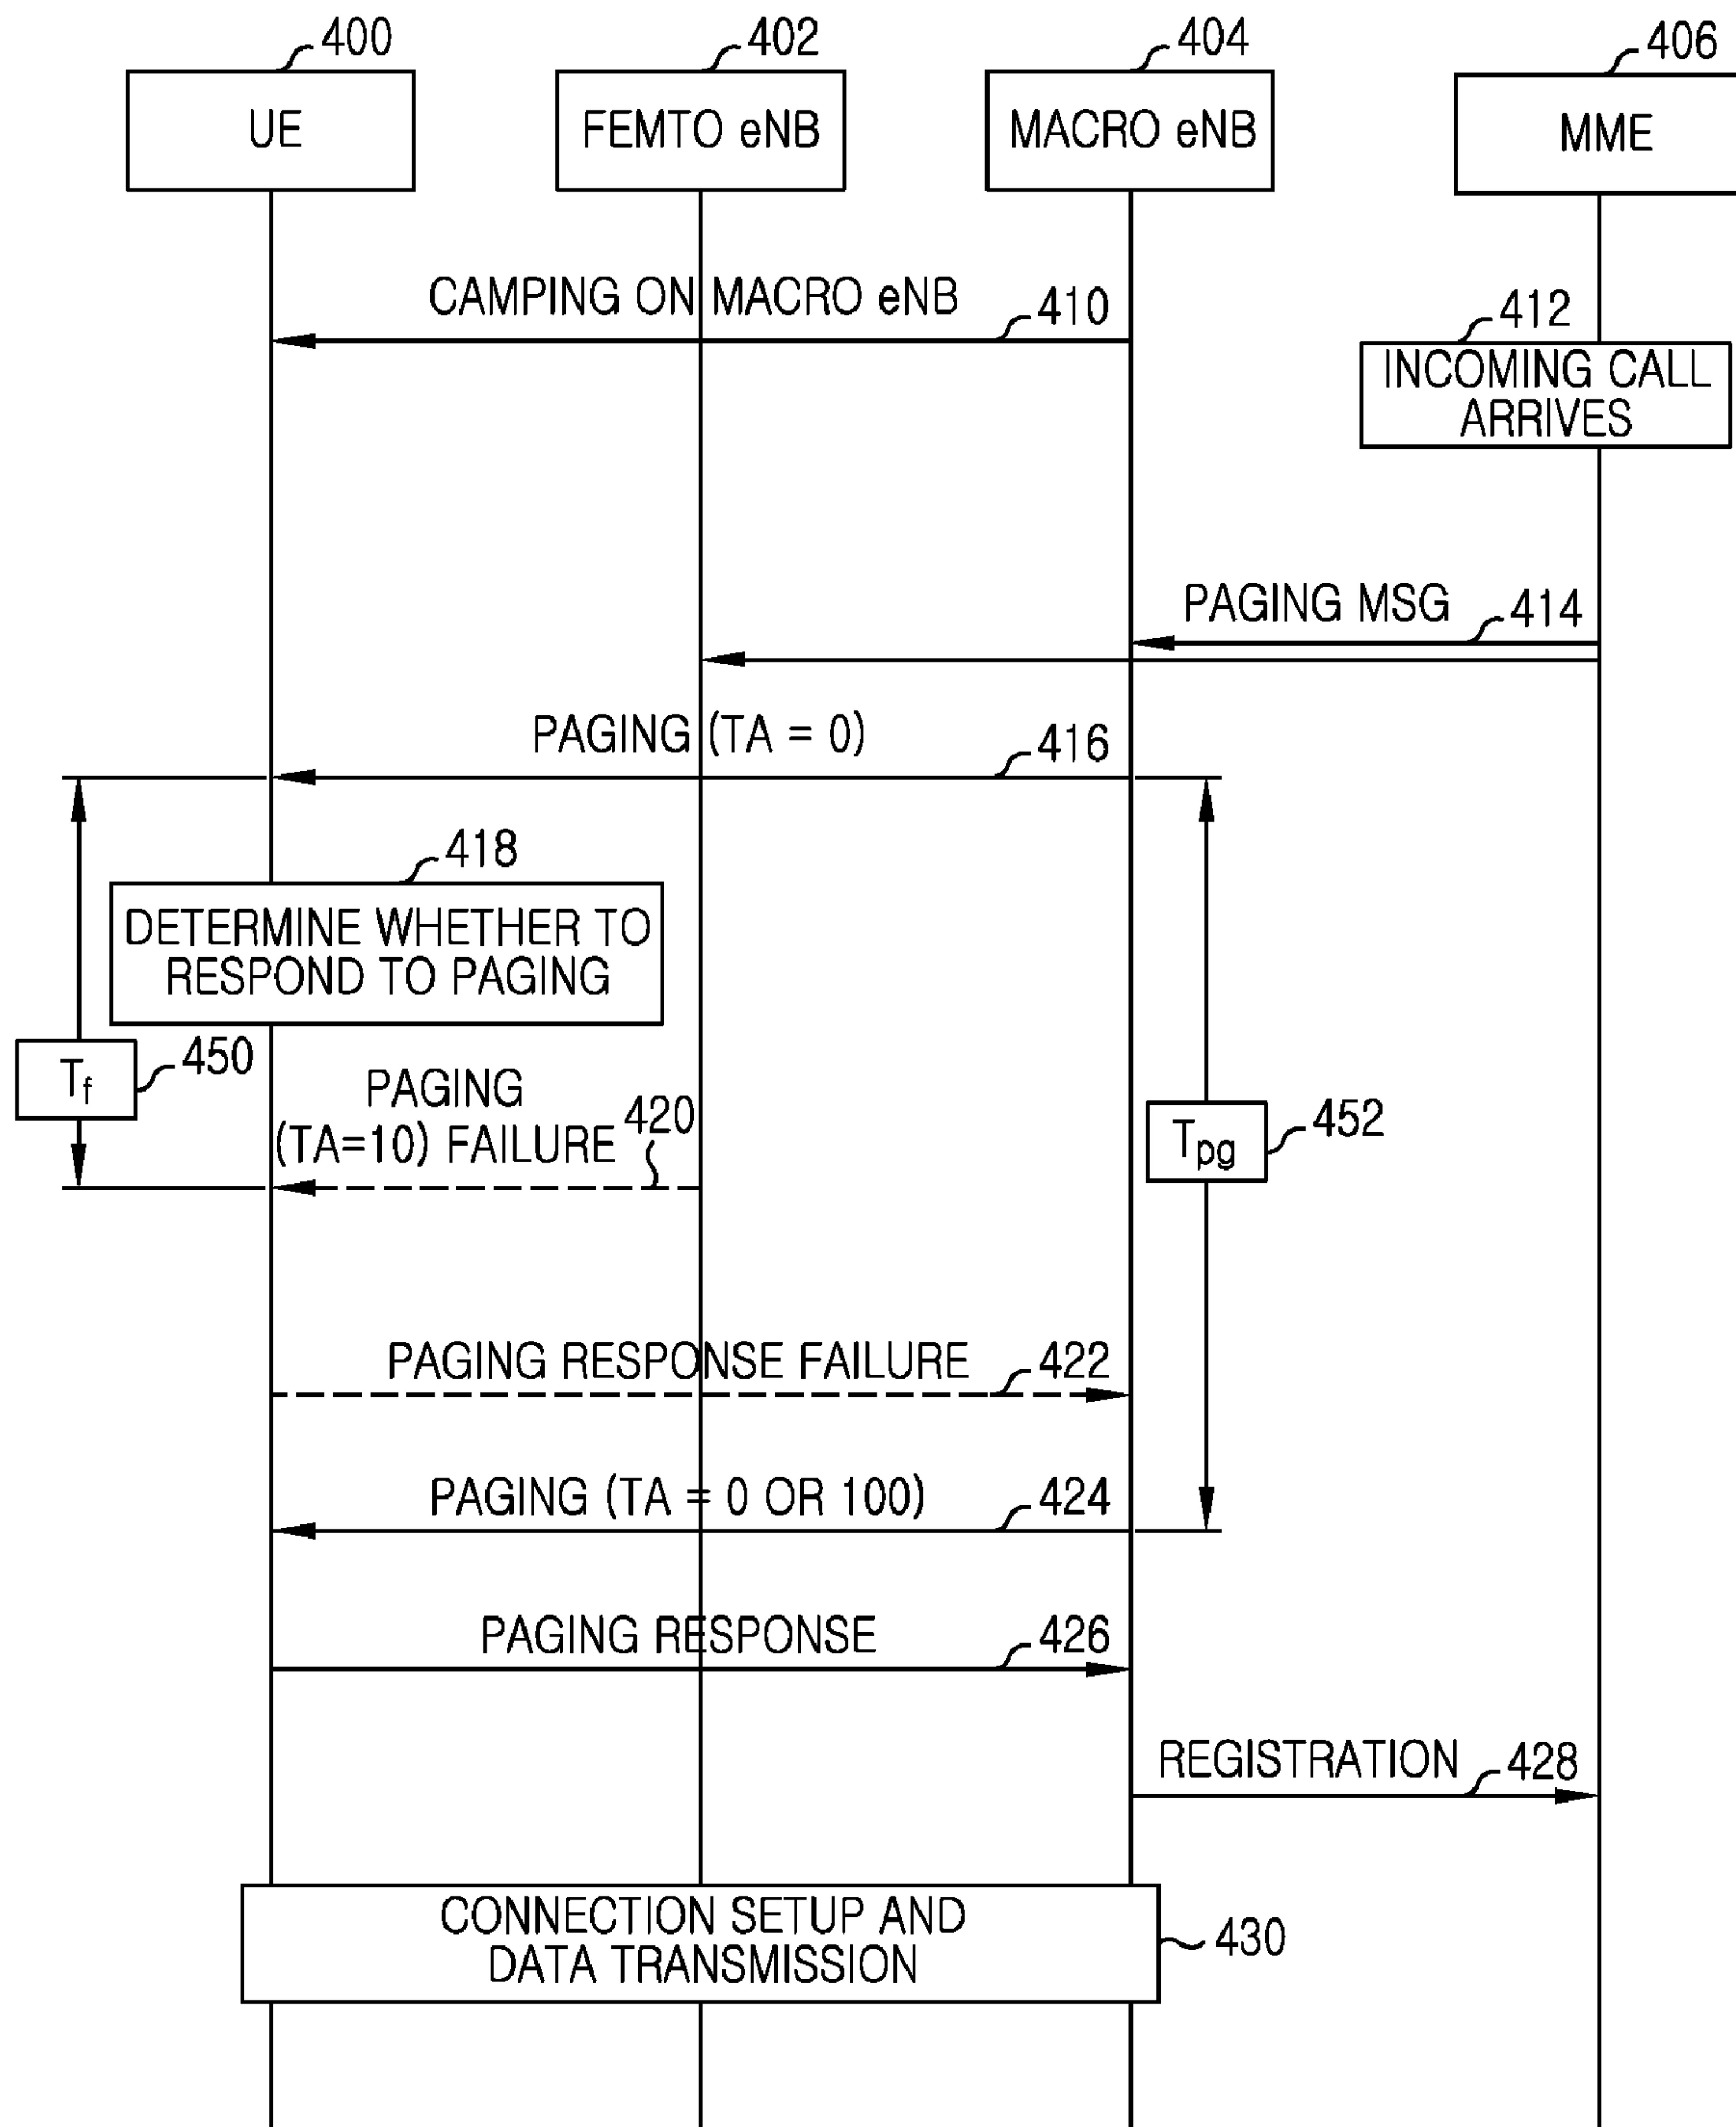 400
402
404
406
UE
FEMTO eNB
MACRO eNB
MME
CAMPING ON MACRO eNB
410
412
INCOMING CALL
ARRIVES
PAGING MSG
414
PAGING (TA = 0)
416
418
DETERMINE WHETHER TO
RESPOND TO PAGING
Tf
450
PAGING
(TA=10) FAILURE
420
Tpg
452
PAGING RESPONSE FAILURE
422
PAGING (TA = 0 OR 100)
424
PAGING RESPONSE
426
REGISTRATION
428
CONNECTION SETUP AND
DATA TRANSMISSION
430